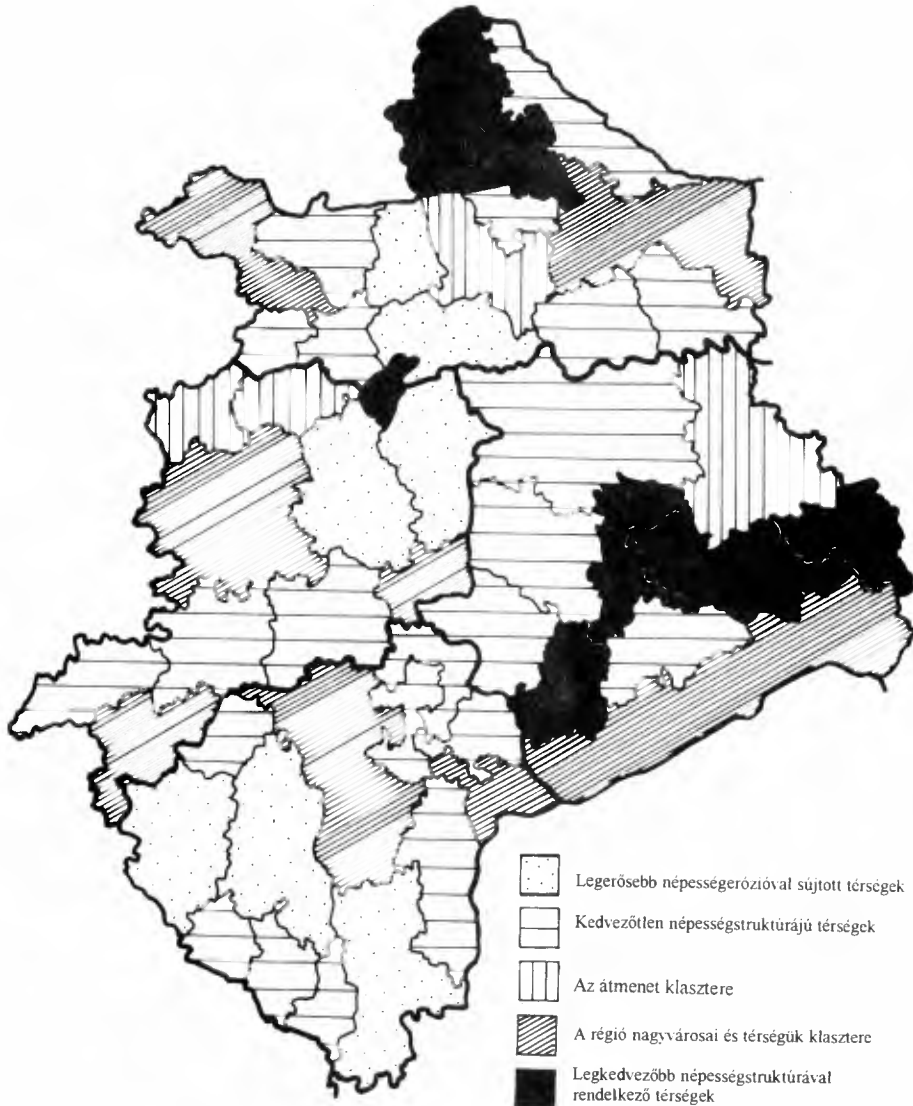 Legerősebb népességerózióval sújtott térségek
Kedvezőtlen népességstruktúrájú térségek
Az átmenet klasztere
A régió nagyvárosai és térségük klasztere
Legkedvezőbb népességstruktúrával
rendelkező térségek